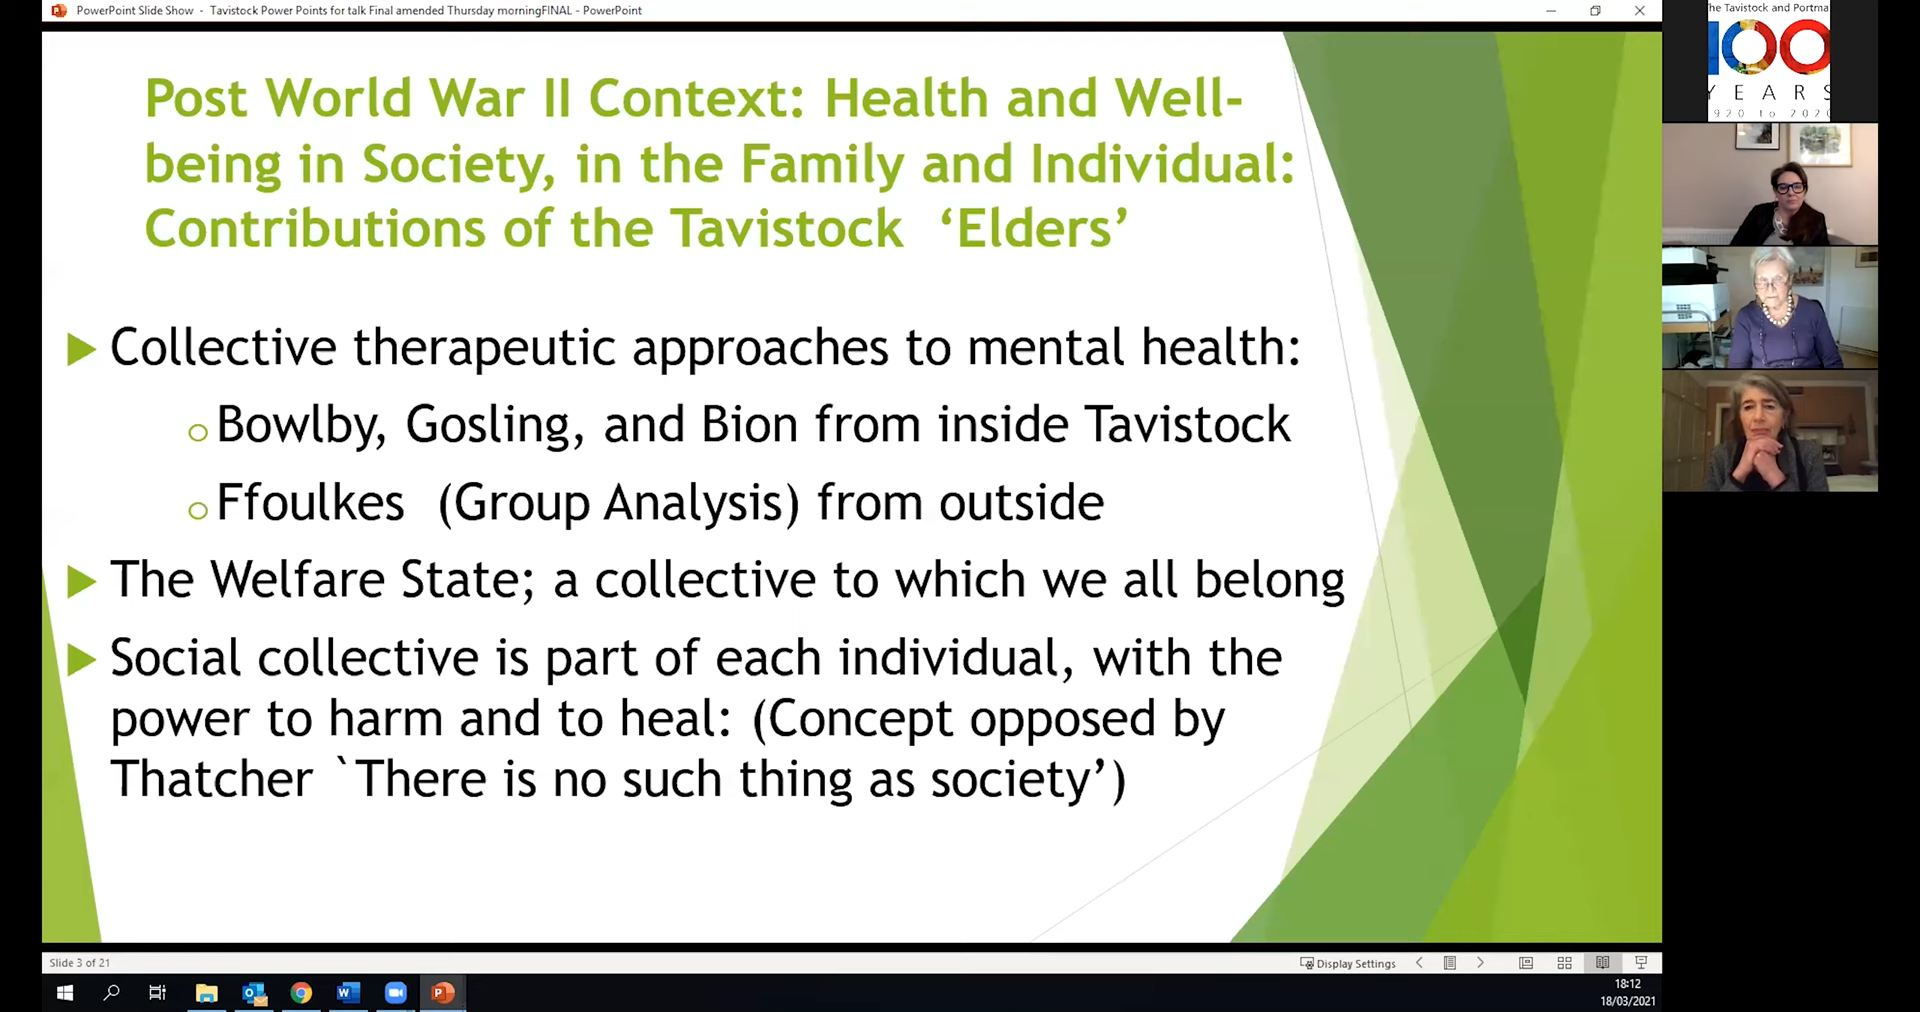 PowerPoint Slide Show - Tavistock Power Points for talk Final amended Thursday morningFINAL - PowerPoint
Post World War II Context: Health and Well-
being in Society, in the Family and Individual:
Contributions of the Tavistock ‘Elders’
Collective therapeutic approaches to mental health:
Bowlby, Gosling, and Bion from inside Tavistock
Ffoulkes (Group Analysis) from outside
The Welfare State; a collective to which we all belong
Social collective is part of each individual, with the
power to harm and to heal: (Concept opposed by
Thatcher `There is no such thing as society’)
Slide 3 of 21
Display Settings
18:12
18/03/2021
The Tavistock and Portma
100
YEARS
920 to 2020